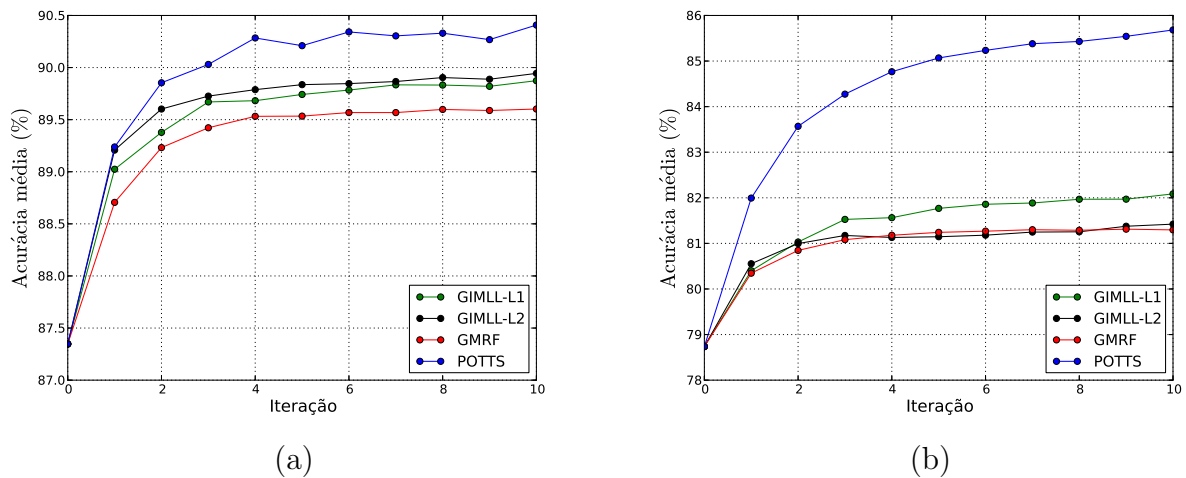 90.5
90.0
89.5
89.0
88.5
88.0
87.5
87.0
Acurácia média (%)
0 2 4 6 8 10
Iteração
GIMLL-L1
GIMLL-L2
GMRF
POTTS
(a)
86
85
84
83
82
81
80
79
78
Acurácia média (%)
0 2 4 6 8 10
Iteração
GIMLL-L1
GIMLL-L2
GMRF
POTTS
(b)